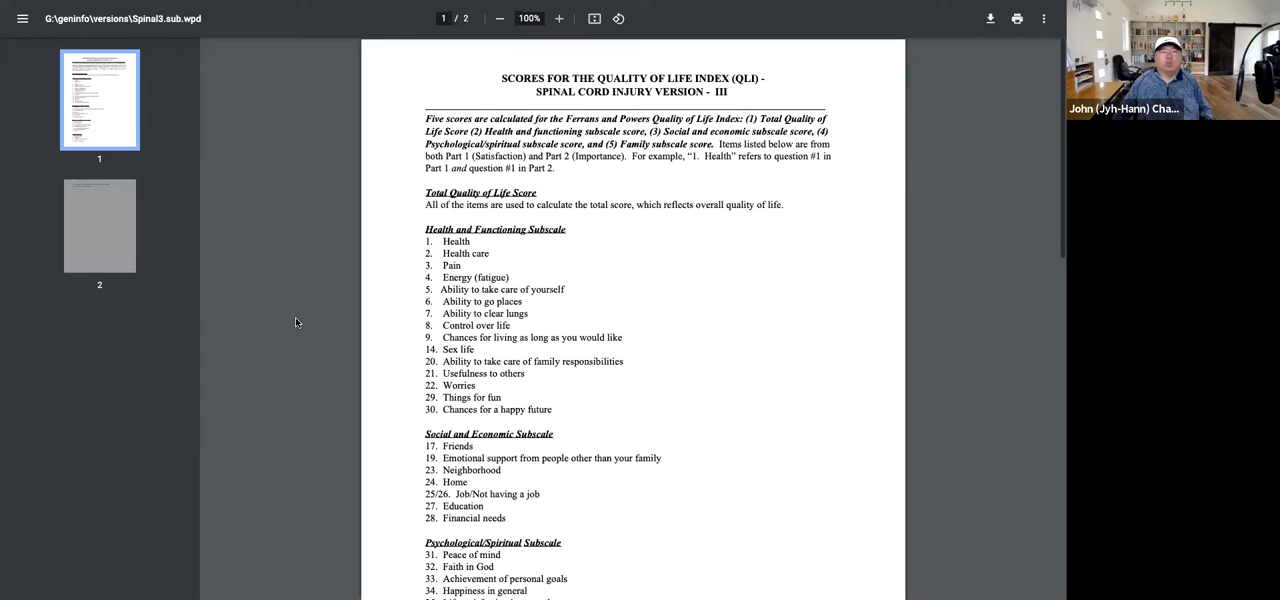 G:\geninfo\versions\Spinal3.sub.wpd
1 / 2
100%
John (Jyh-Hann) Cha...
1
2
SCORES FOR THE QUALITY OF LIFE INDEX (QLI) -
SPINAL CORD INJURY VERSION - III
Five scores are calculated for the Ferrans and Powers Quality of Life Index: (1) Total Quality of
Life Score (2) Health and functioning subscale score, (3) Social and economic subscale score, (4)
Psychological/spiritual subscale score, and (5) Family subscale score. Items listed below are from
both Part 1 (Satisfaction) and Part 2 (Importance). For example, “1. Health” refers to question #1 in
Part 1 and question #1 in Part 2.
Total Quality of Life Score
All of the items are used to calculate the total score, which reflects overall quality of life.
Health and Functioning Subscale
1. Health
2. Health care
3. Pain
4. Energy (fatigue)
5. Ability to take care of yourself
6. Ability to go places
7. Ability to clear lungs
8. Control over life
9. Chances for living as long as you would like
14. Sex life
20. Ability to take care of family responsibilities
21. Usefulness to others
22. Worries
29. Things for fun
30. Chances for a happy future
Social and Economic Subscale
17. Friends
19. Emotional support from people other than your family
23. Neighborhood
24. Home
25/26. Job/Not having a job
27. Education
28. Financial needs
Psychological/Spiritual Subscale
31. Peace of mind
32. Faith in God
33. Achievement of personal goals
34. Happiness in general